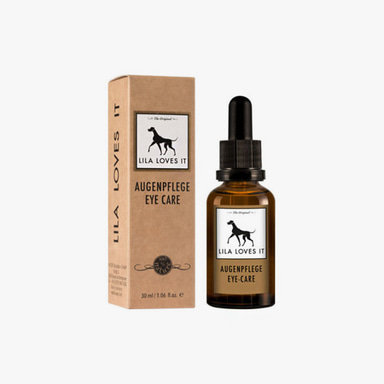 LILA LOVES IT
The Original
LILA LOVES IT
AUGENPFLEGE
EYE CARE
30 ml / 1.06 fl.oz. e
The Original
LILA LOVES IT
AUGENPFLEGE
EYE-CARE